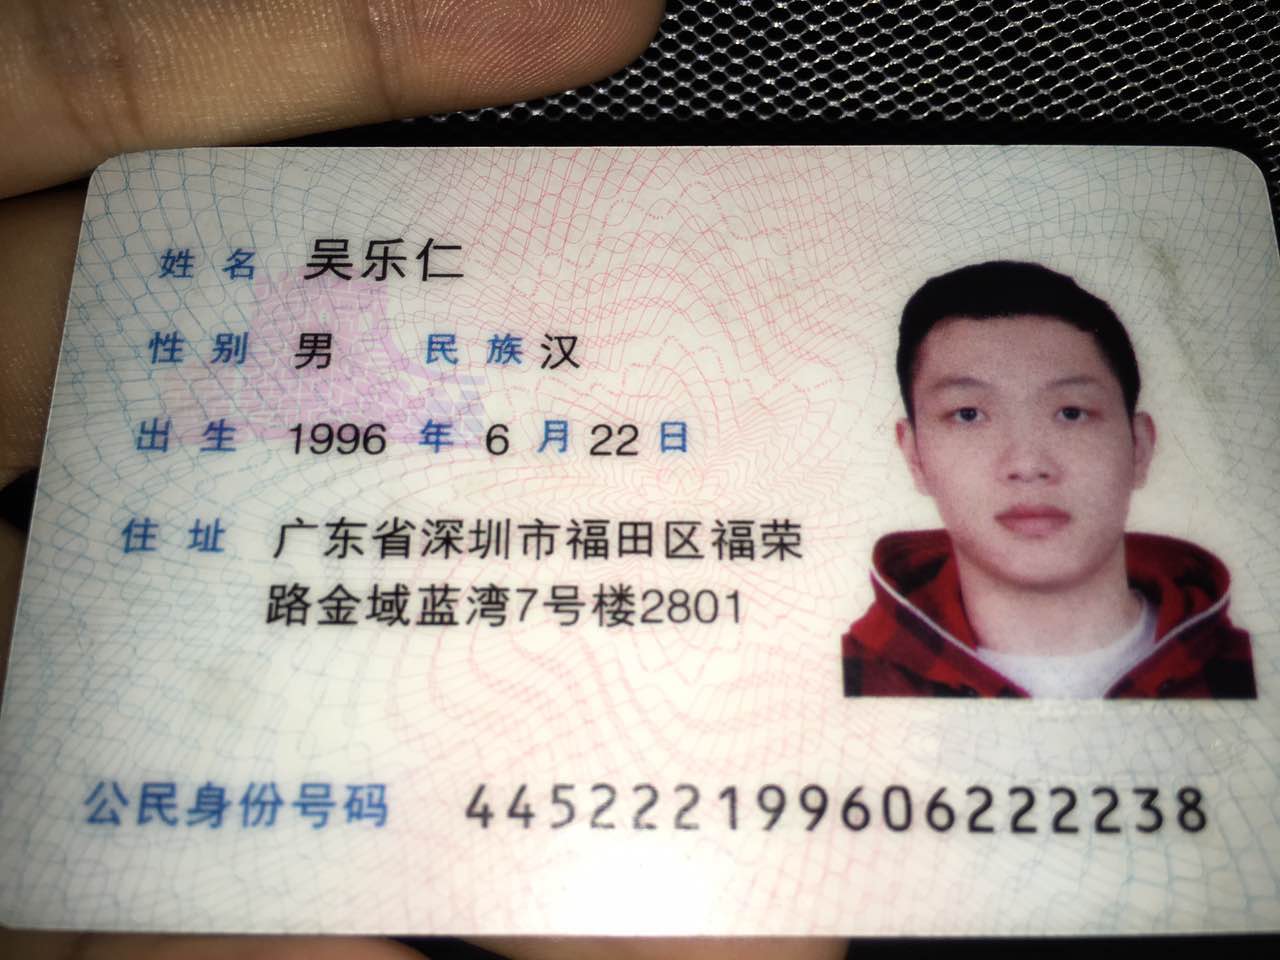 姓名 吴乐仁
性别 男 民族 汉
出生 1996 年 6 月 22 日
住址 广东省深圳市福田区福荣
路金域蓝湾7号楼2801
公民身份号码 445222199606222238